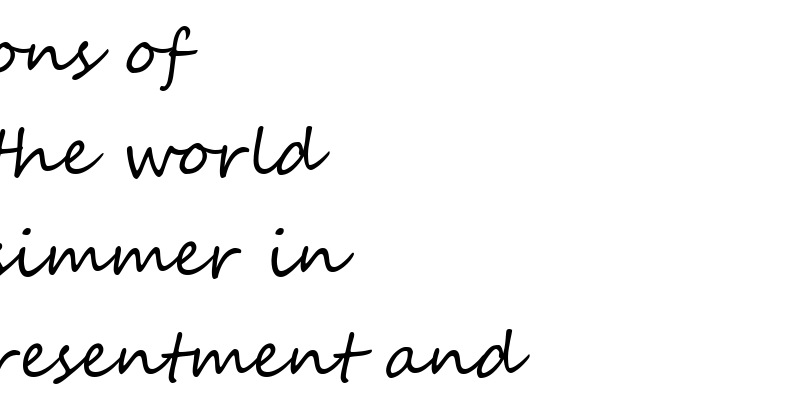 ons of
the world
simmer in
resentment and